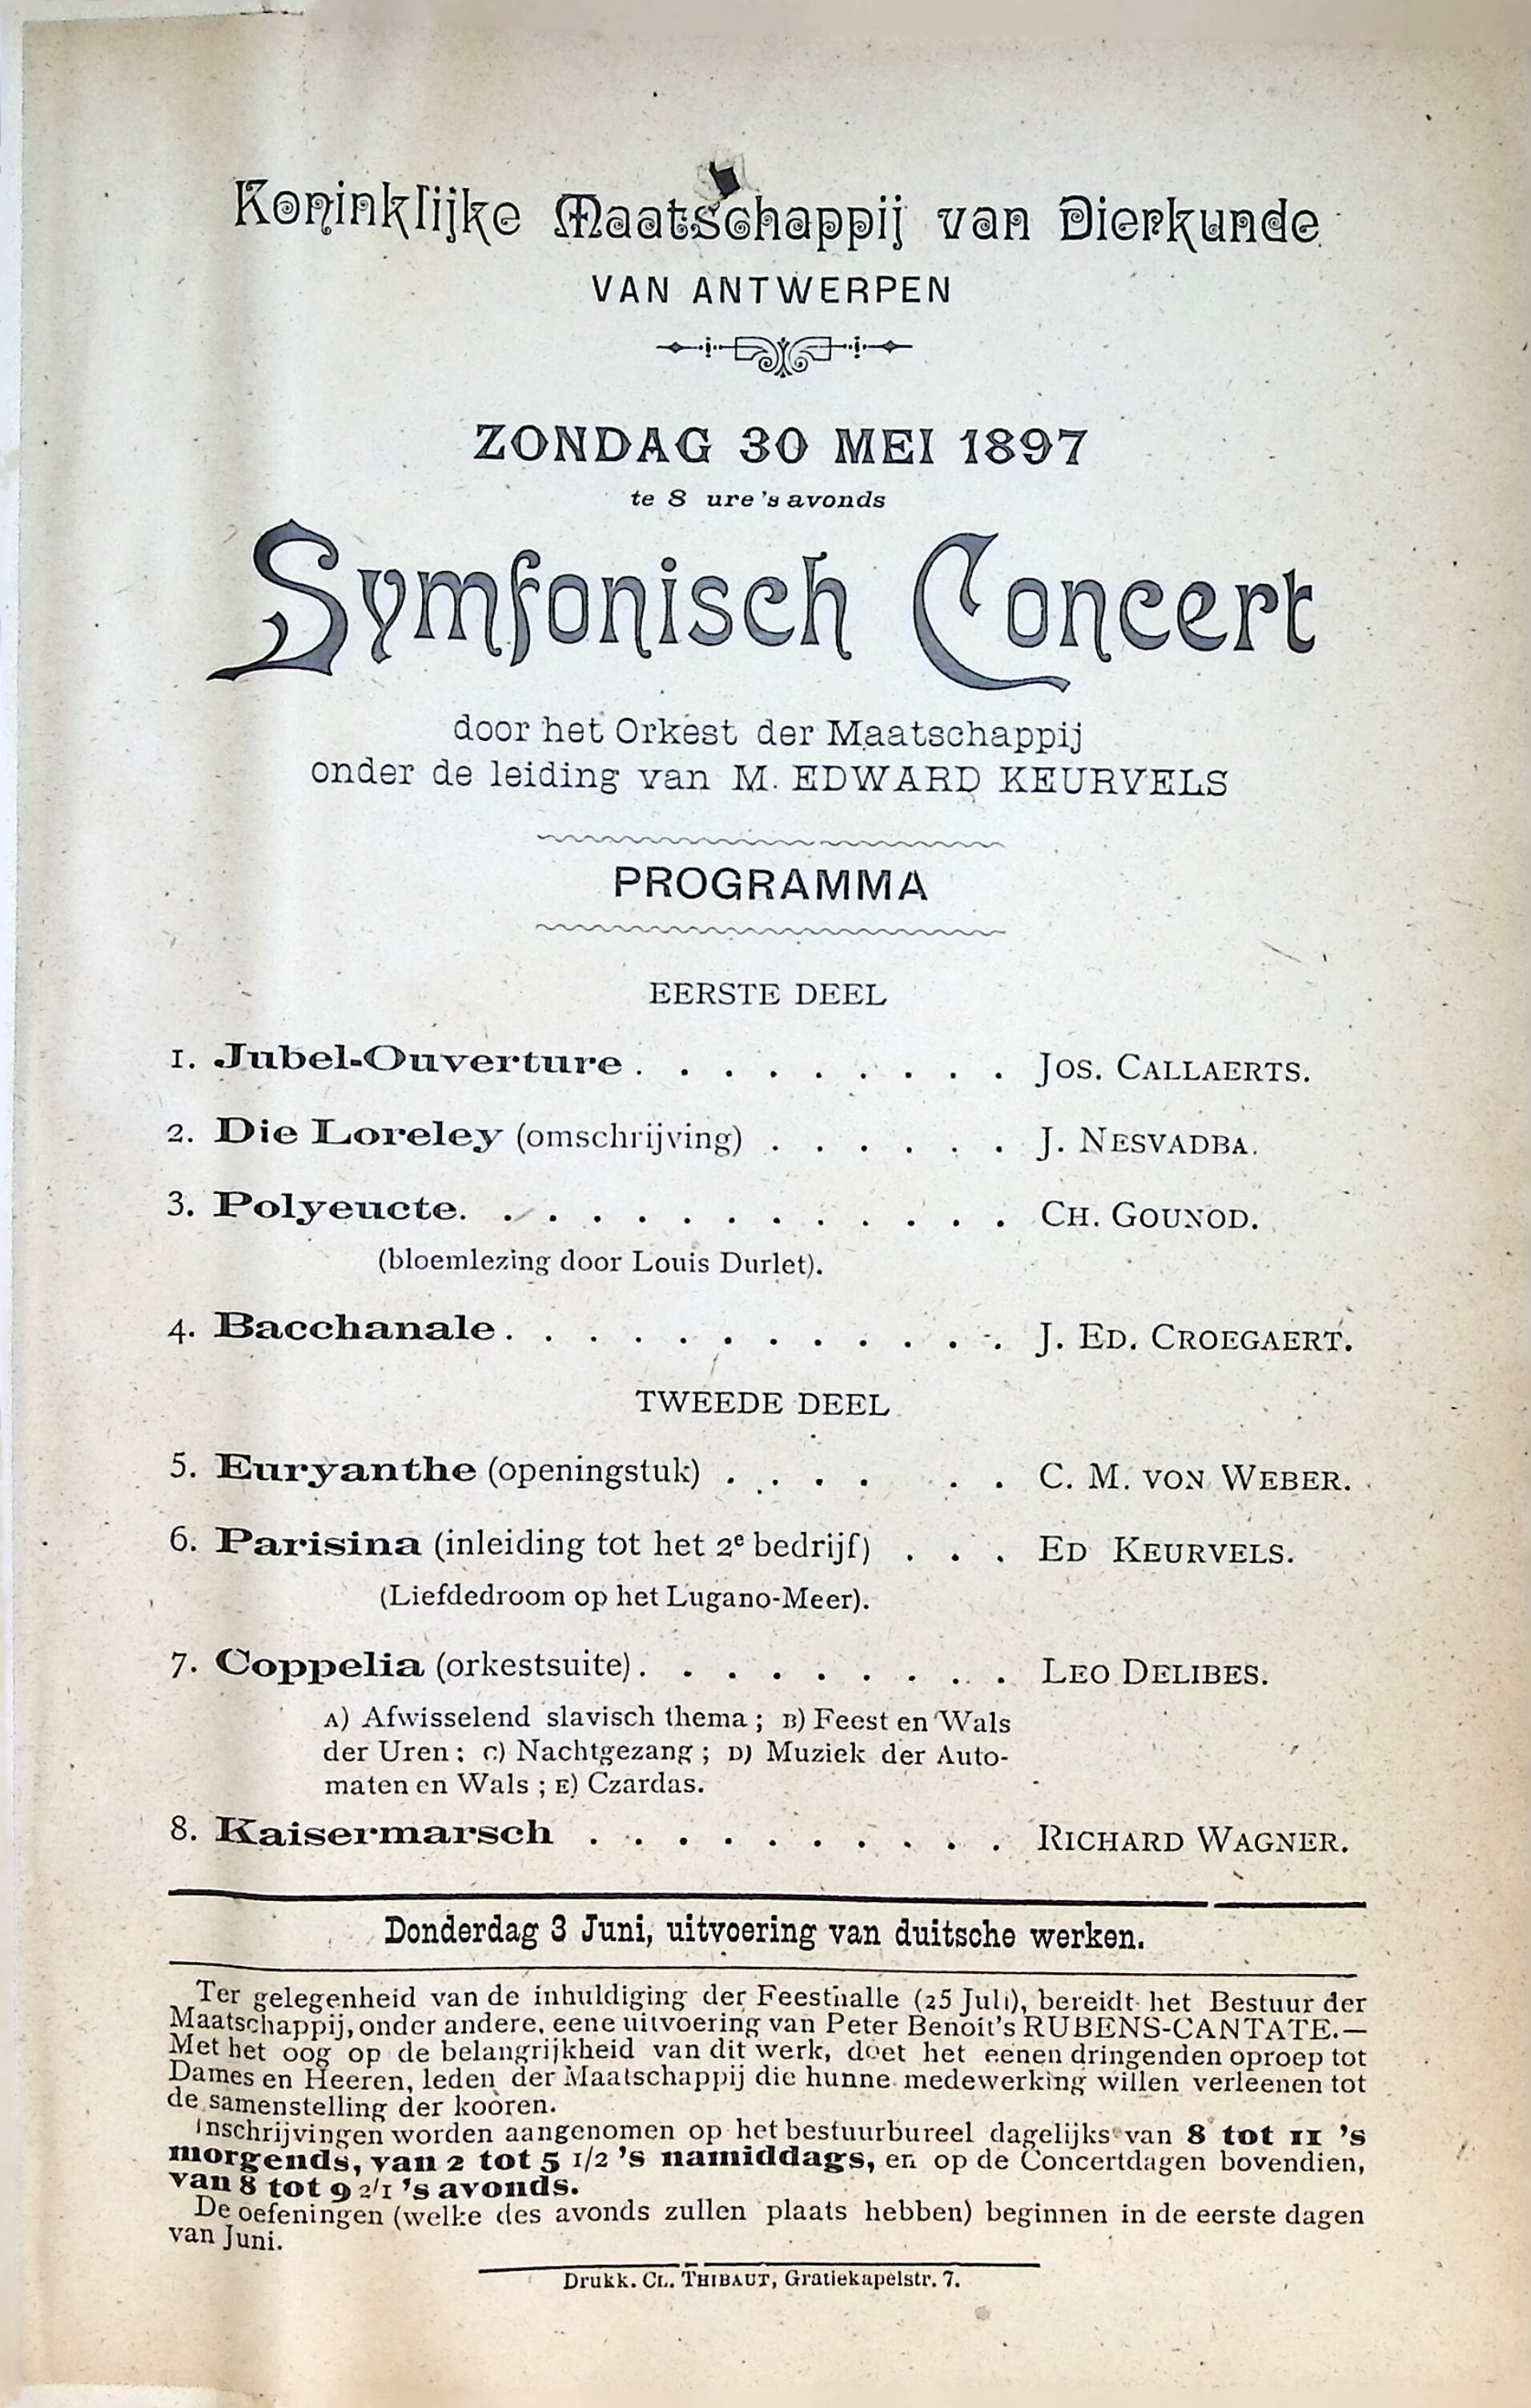 Koninklijke Maatschappij van Dierkunde
VAN ANTWERPEN
ZONDAG 30 MEI 1897
te 8 ure 's avonds
Symfonisch Concert
door het Orkest der Maatschappij
onder de leiding van M. EDWARD KEURVELS
PROGRAMMA
EERSTE DEEL
1. Jubel-Ouverture . . . . . . . . . JOS. CALLAERTS.
2. Die Loreley (omschrijving) . . . . . . J. NESVADBA.
3. Polyeucte. . . . . . . . . . . . . CH. GOUNOD.
(bloemlezing door Louis Durlet).
4. Bacchanale . . . . . . . . . . . . J. ED. CROEGAERT.
TWEEDE DEEL
5. Euryanthe (openingstuk) . . . . . . C. M. VON WEBER.
6. Parisina (inleiding tot het 2e bedrijf) . . . ED KEURVELS.
(Liefdedroom op het Lugano-Meer).
7. Coppelia (orkestsuite) . . . . . . . . . LEO DELIBES.
A) Afwisselend slavisch thema ; B) Feest en Wals
der Uren ; C) Nachtgezang ; D) Muziek der Auto-
maten en Wals ; E) Czardas.
8. Kaisermarsch . . . . . . . . . . RICHARD WAGNER.
Donderdag 3 Juni, uitvoering van duitsche werken.
Ter gelegenheid van de inhuldiging der Feesthalle (25 Juli), bereidt het Bestuur der
Maatschappij, onder andere, eene uitvoering van Peter Benoit's RUBENS-CANTATE. —
Met het oog op de belangrijkheid van dit werk, doet het eenen dringenden oproep tot
Dames en Heeren, leden der Maatschappij die hunne medewerking willen verleenen tot
de samenstelling der kooren.
Inschrijvingen worden aangenomen op het bestuurbureel dagelijks van 8 tot 11 's
morgends, van 2 tot 5 1/2 's namiddags, en op de Concertdagen bovendien,
van 8 tot 9 2/1 's avonds.
De oefeningen (welke des avonds zullen plaats hebben) beginnen in de eerste dagen
van Juni.
Drukk. CL. THIBAUT, Gratiekapelstr. 7.